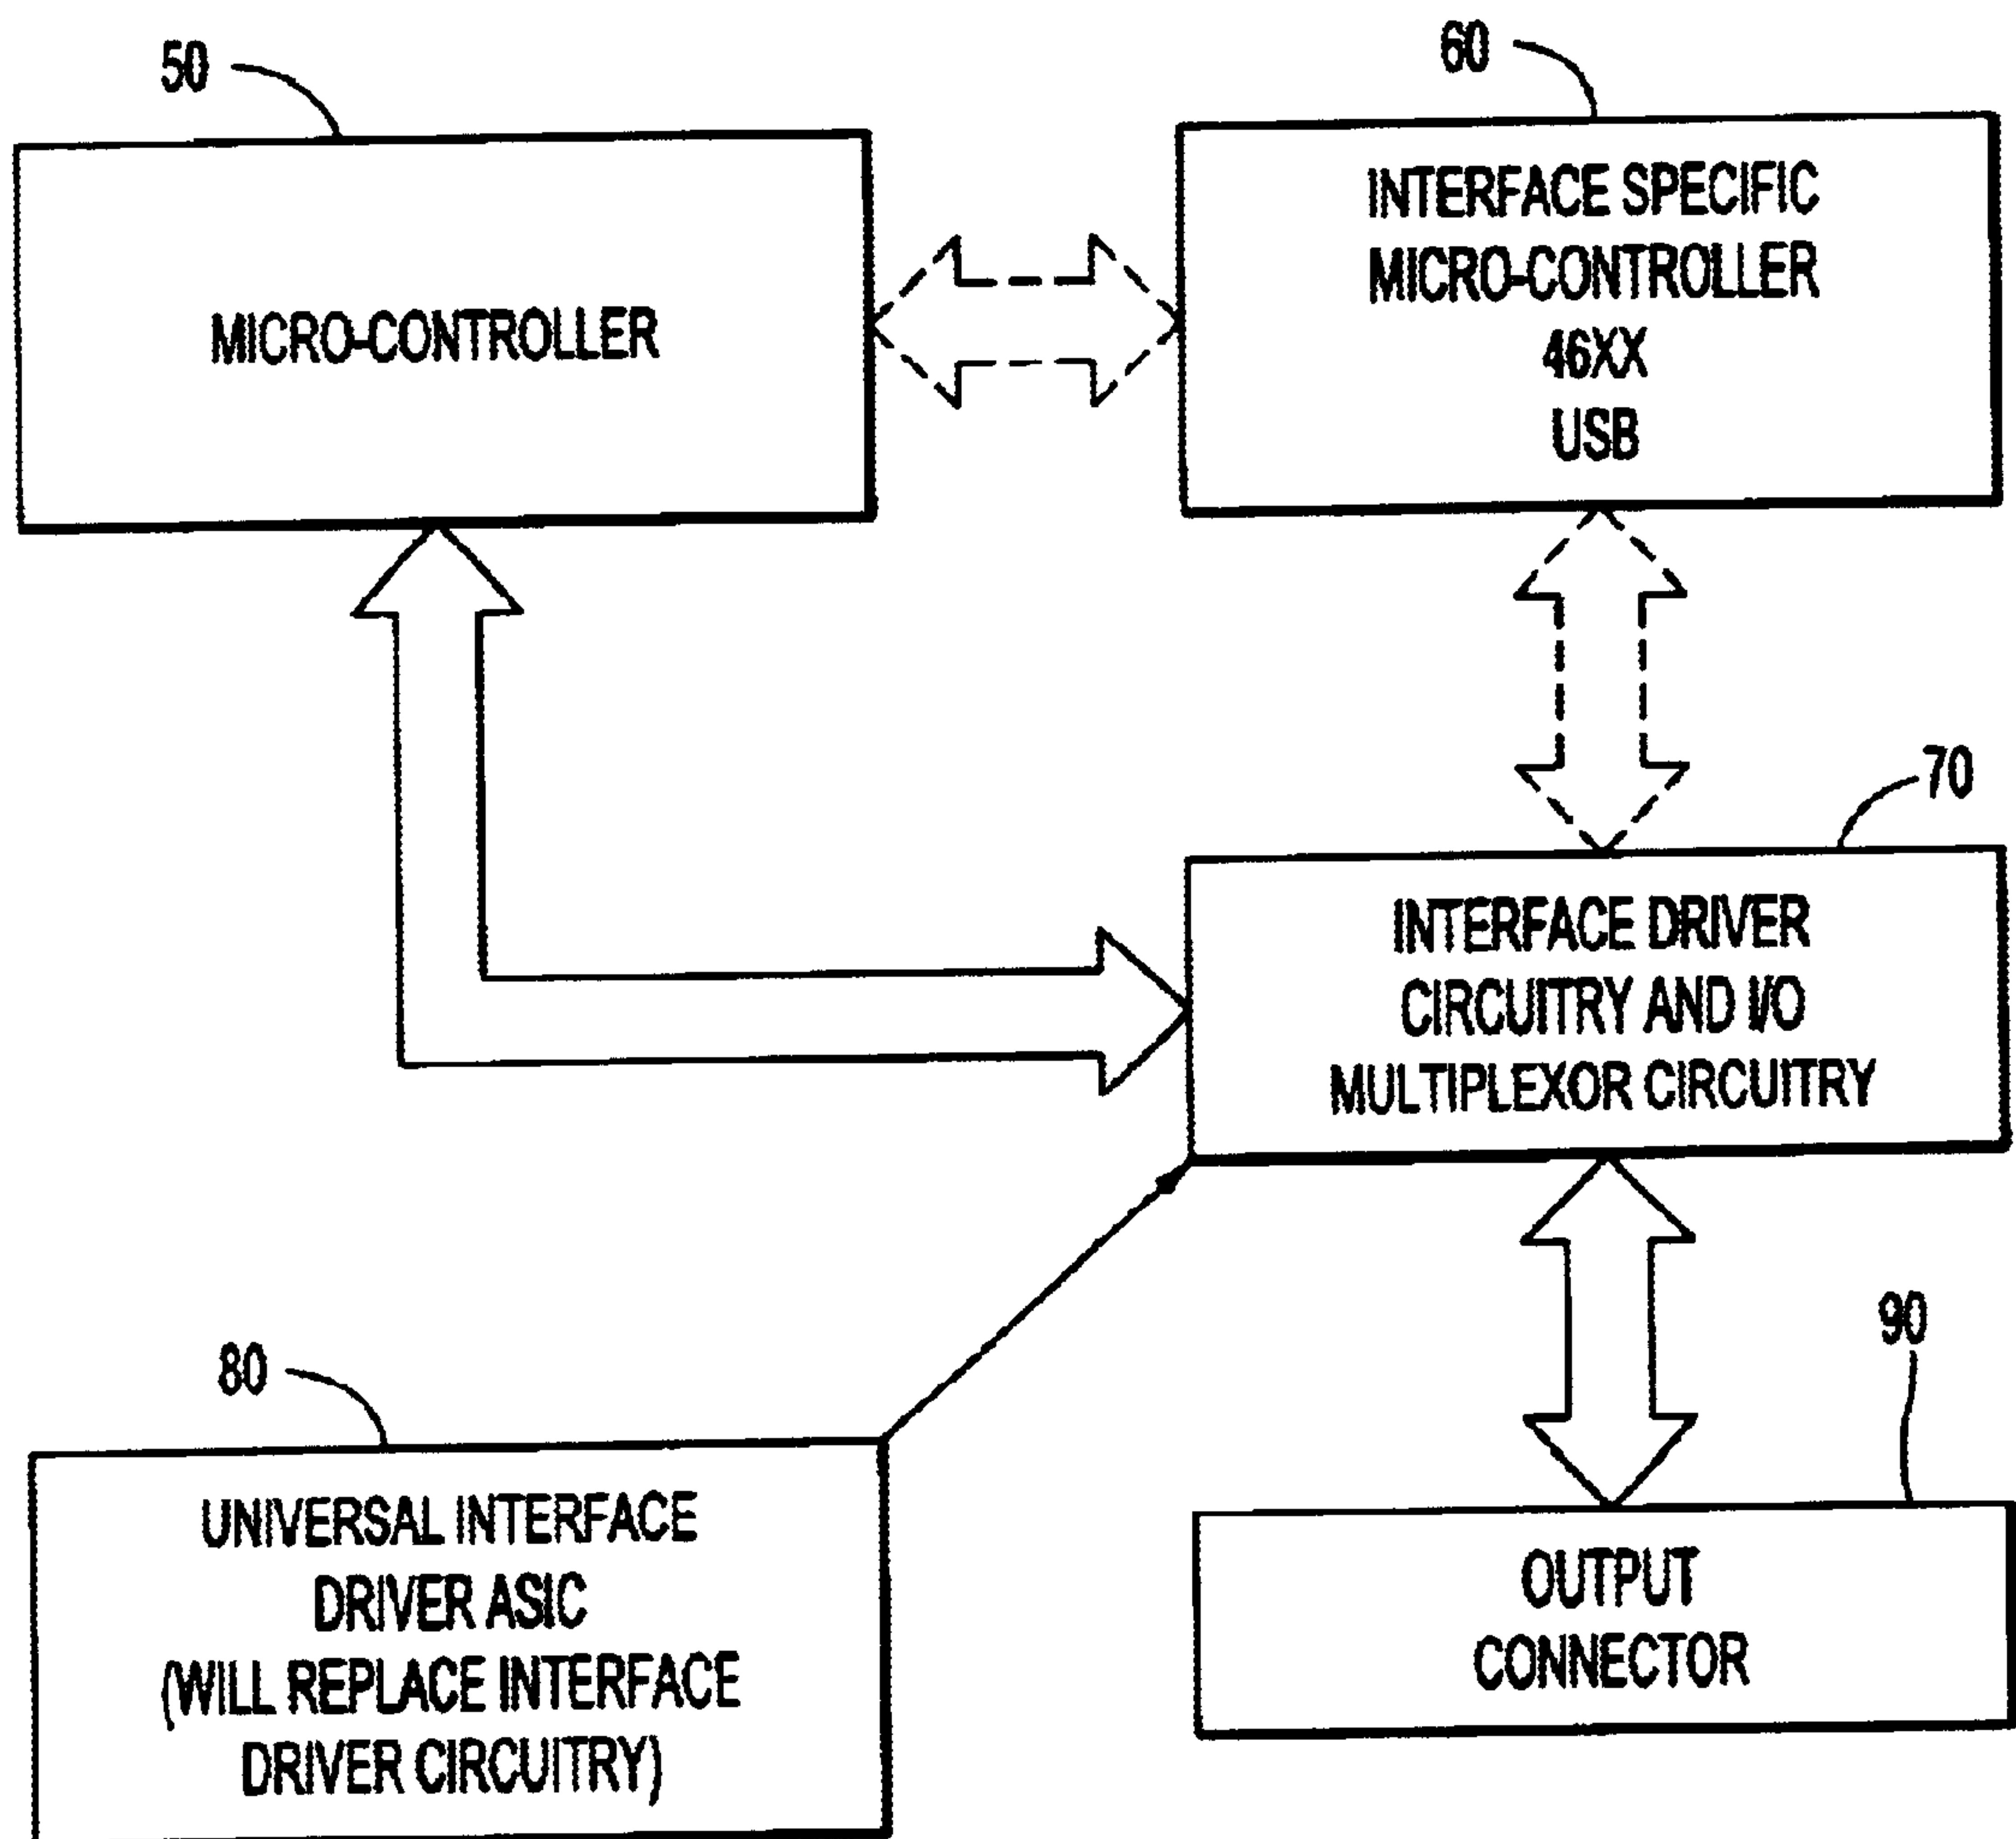 50
60
MICRO-CONTROLLER
INTERFACE SPECIFIC
MICRO-CONTROLLER
46XX
USB
70
INTERFACE DRIVER
CIRCUITRY AND I/O
MULTIPLEXOR CIRCUITRY
80
90
UNIVERSAL INTERFACE
DRIVER ASIC
(WILL REPLACE INTERFACE
DRIVER CIRCUITRY)
OUTPUT
CONNECTOR